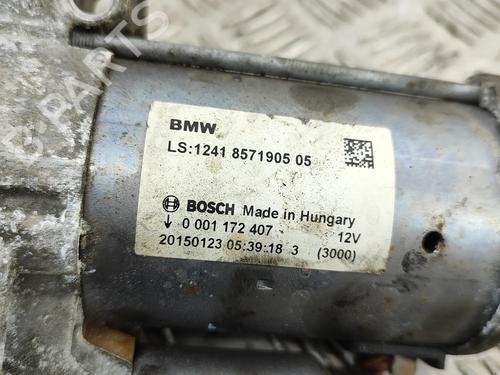 BMW
LS:1241 8571905 05
BOSCH Made in Hungary
↓ 0 001 172 407 12V
20150123 05:39:18 3 (3000)